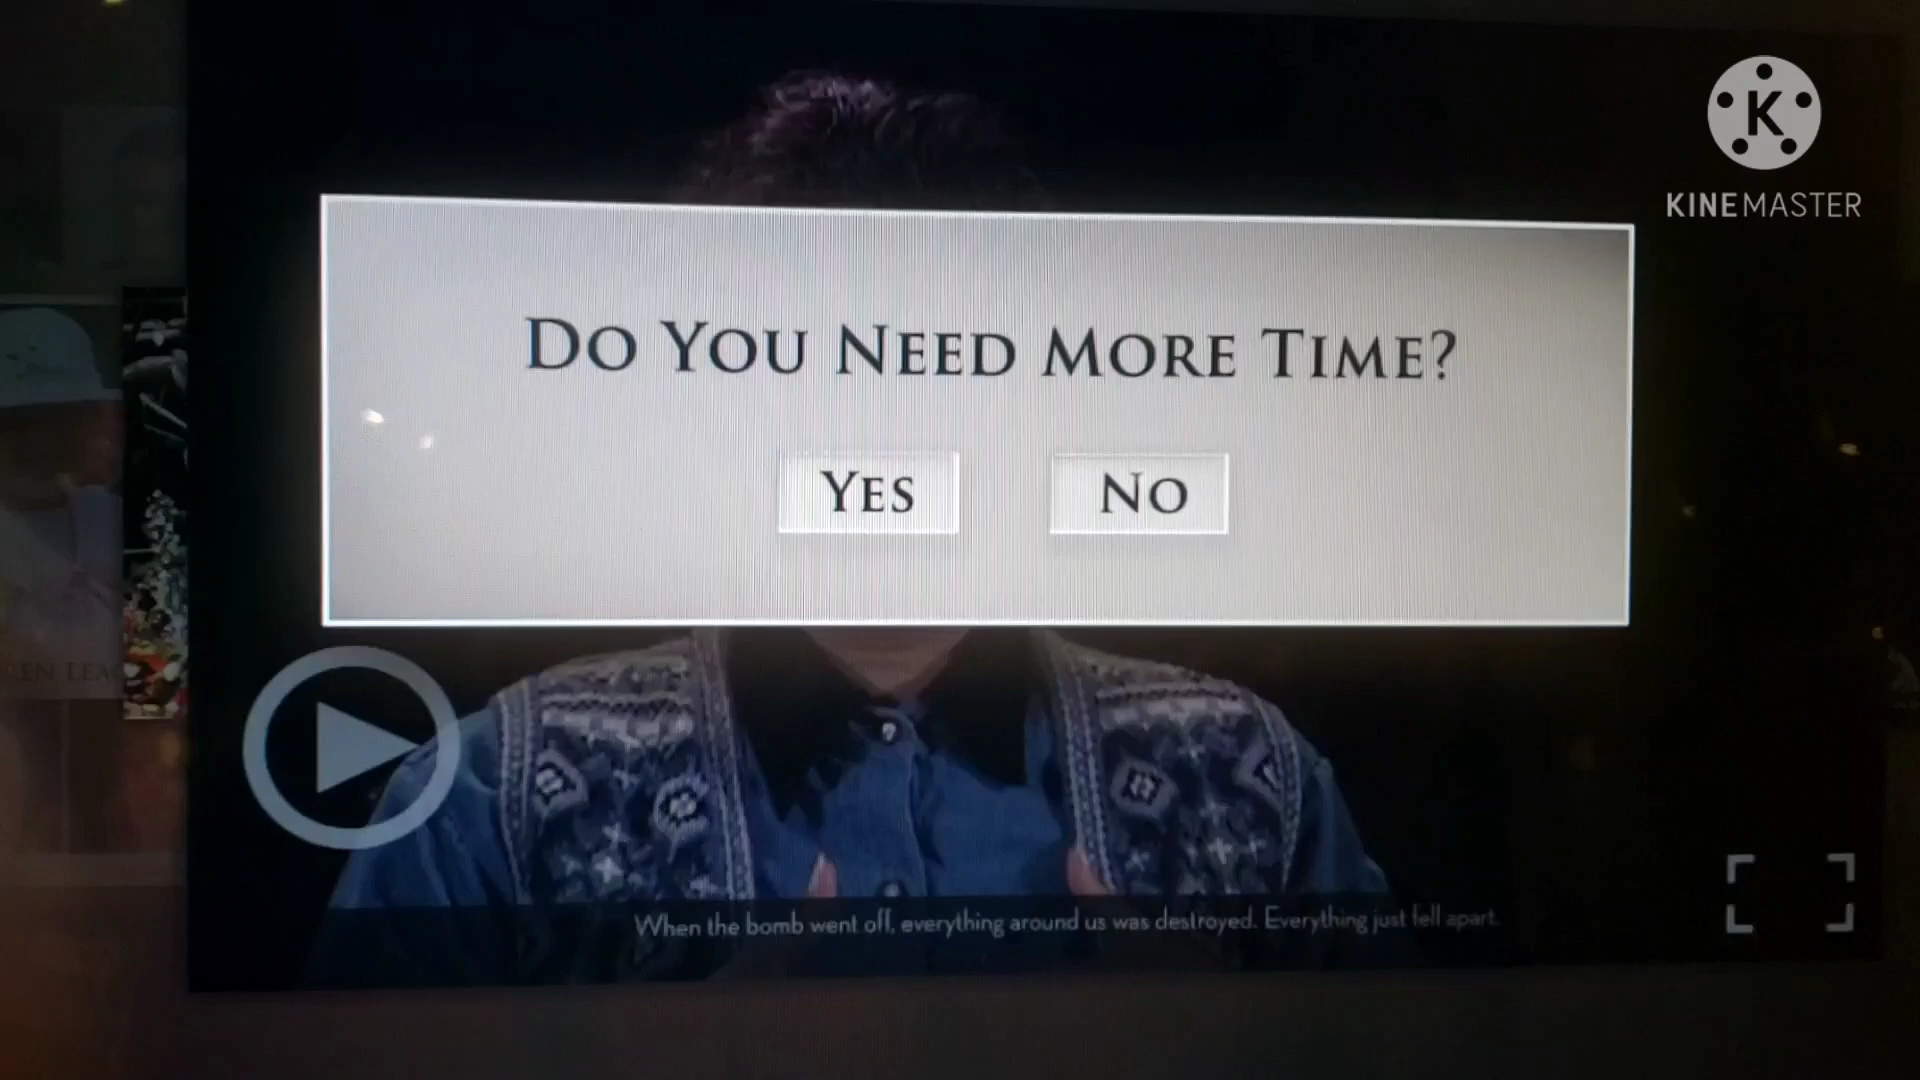 KINEMASTER
DO YOU NEED MORE TIME?
YES
NO
When the bomb went off, everything around us was destroyed. Everything just fell apart.